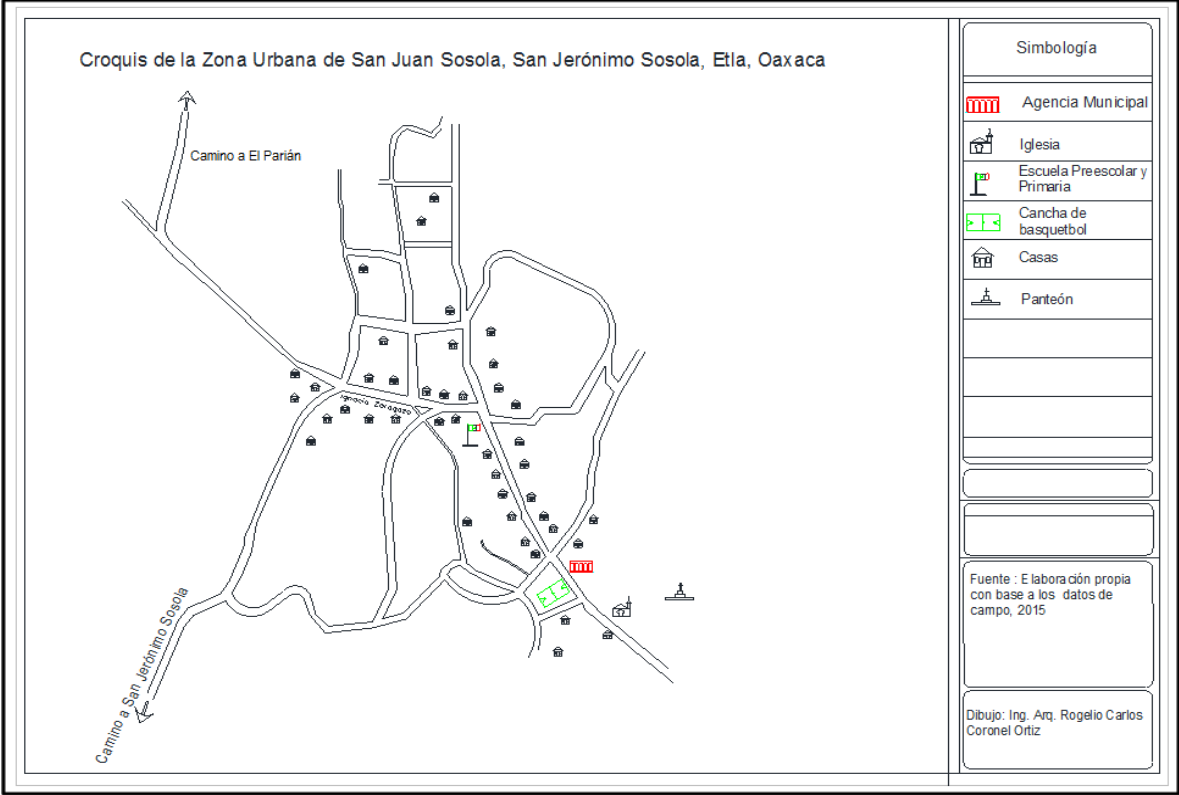 Croquis de la Zona Urbana de San Juan Sosola, San Jerónimo Sosola, Etla, Oaxaca
Camino a El Parián
Ignacio Zaragoza
Camino a San Jerónimo Sosola
Simbología
Agencia Municipal
Iglesia
Escuela Preescolar y
Primaria
Cancha de
basquetbol
Casas
Panteón
Fuente : Elaboración propia
con base a los datos de
campo, 2015
Dibujo: Ing. Arq. Rogelio Carlos
Coronel Ortiz